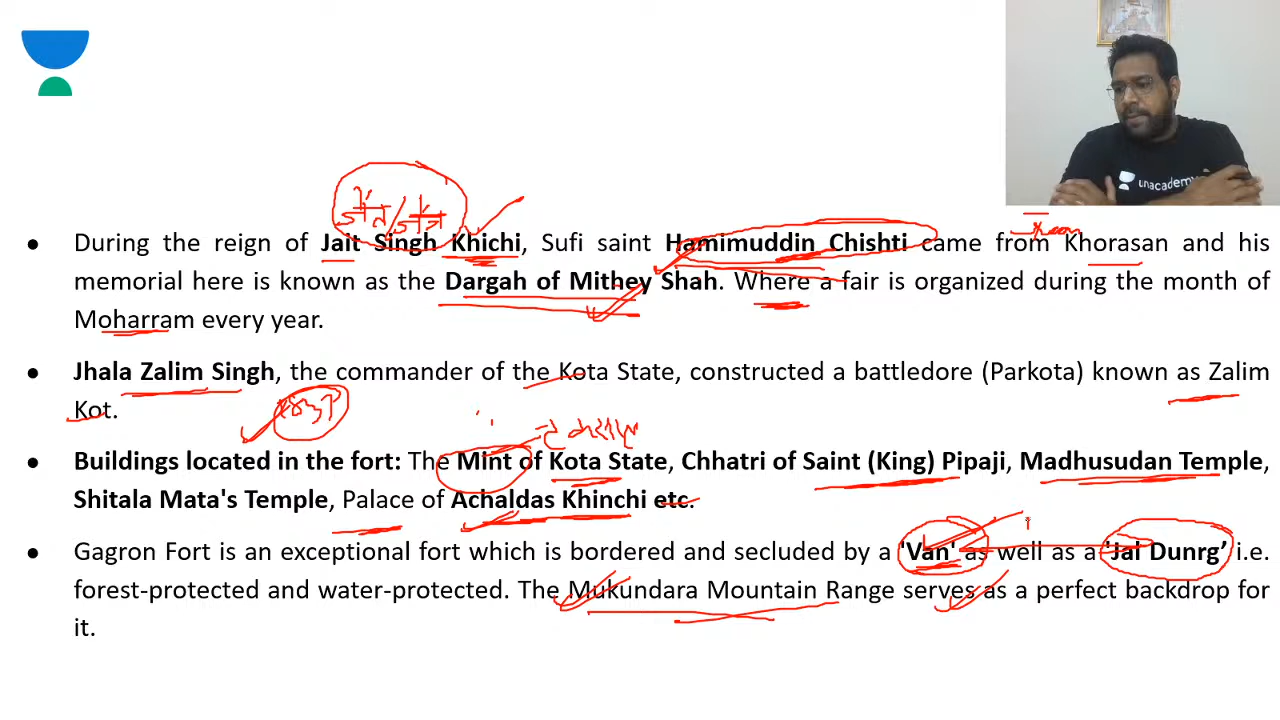 unacademy
During the reign of Jait Singh Khichi, Sufi saint Hamimuddin Chishti came from Khorasan and his
memorial here is known as the Dargah of Mithey Shah. Where a fair is organized during the month of
Moharram every year.
Jhala Zalim Singh, the commander of the Kota State, constructed a battledore (Parkota) known as Zalim
Kot.
Buildings located in the fort: The Mint of Kota State, Chhatri of Saint (King) Pipaji, Madhusudan Temple,
Shitala Mata's Temple, Palace of Achaldas Khinchi etc.
Gagron Fort is an exceptional fort which is bordered and secluded by a 'Van' as well as a 'Jal Dunrg’ i.e.
forest-protected and water-protected. The Mukundara Mountain Range serves as a perfect backdrop for
it.